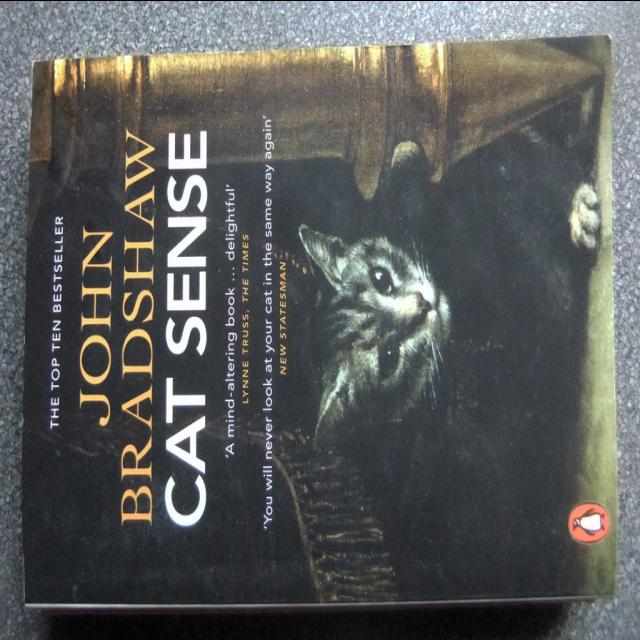 THE TOP TEN BESTSELLER
JOHN
BRADSHAW
CAT SENSE
'A mind-altering book ... delightful'
LYNNE TRUSS, THE TIMES
'You will never look at your cat in the same way again'
NEW STATESMAN